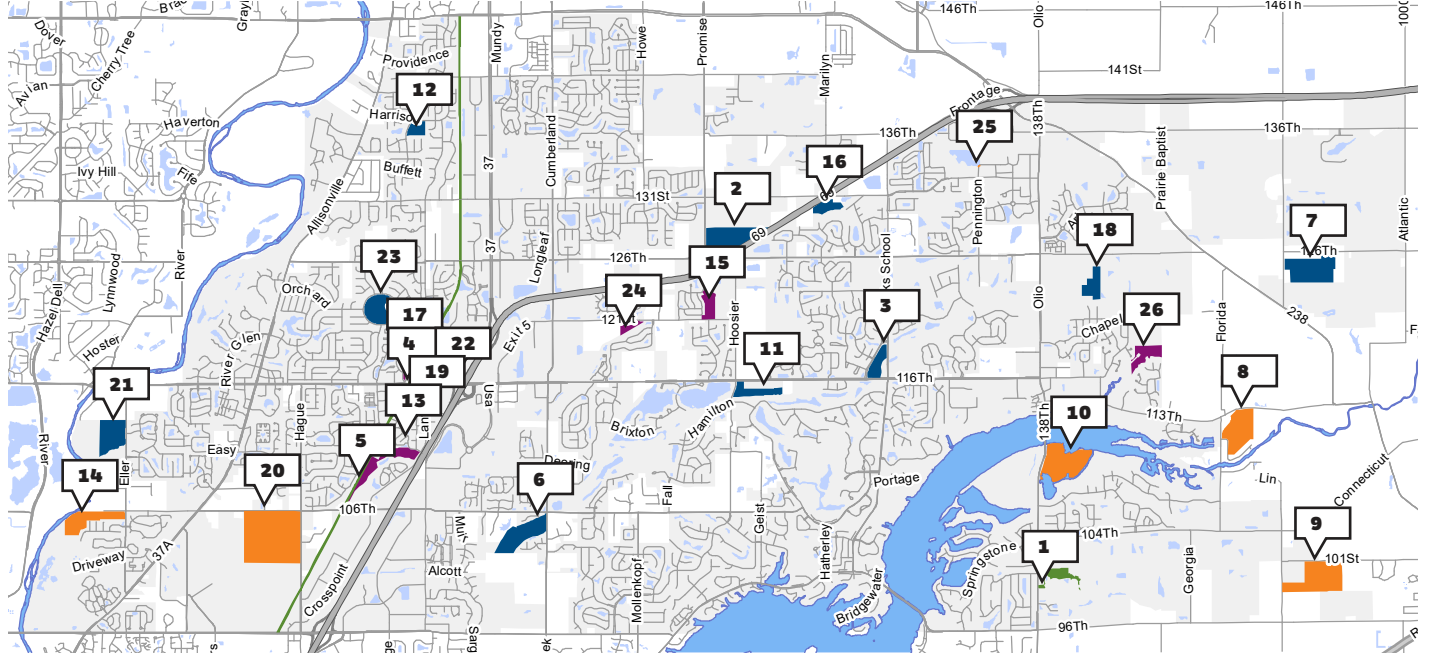 146Th
146Th
Dover
Cherry Tree
Providence
Mundy
Howe
Promise
Marilyn
Olio
141St
Avian
12
Harriso
Frontage
138Th
Haverton
136Th
25
136Th
Cumberland
Ivy Hill
Fife
Buffett
37
16
Prairie Baptist
131St
2
69
Allisonville
Pennington
7
Atlantic
18
69
River
Lynnwood
23
37
Longleaf
126Th
15
Orchard
24
17
3
Olio
26
238
Hazel Dell
121st
Hoosier
Chapel
Florida
Hoster
River Glen
4
22
Exit 5
11
19
116Th
8
21
Usa
13
10
113Th
Hague
Lan
Hamilton
Brixton
138Th
5
River
Easy
Eller
20
Deering
Portage
Lin
Connecticut
14
6
Fall
106Th
Geist
9
104Th
Driveway
37A
Hatherley
1
Springstone
101St
Alcott
Georgia
Crosspoint
Mollenkopf
Bridgewater
96Th